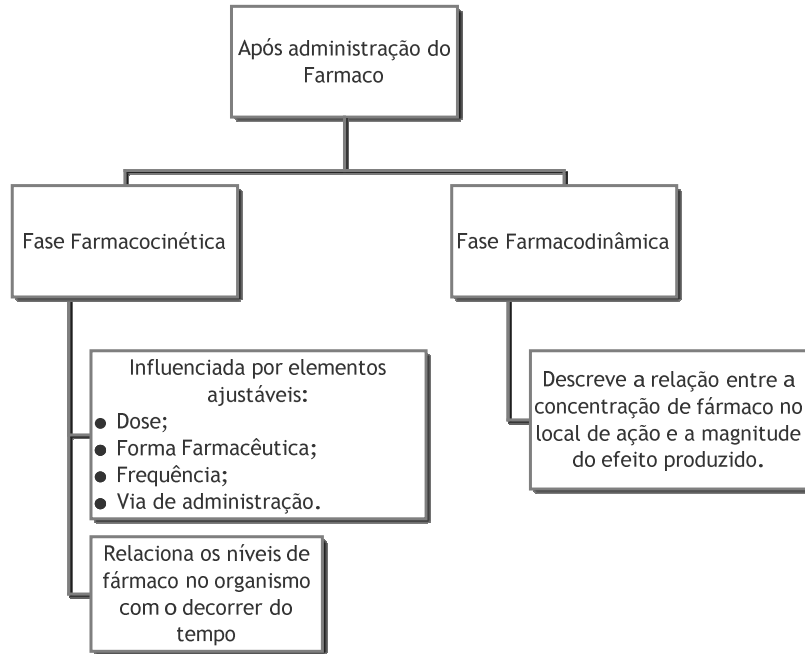 Após administração do
Farmaco
Fase Farmacocinética
Fase Farmacodinâmica
Influenciada por elementos
ajustáveis:
● Dose;
● Forma Farmacêutica;
● Frequência;
● Via de administração.
Descreve a relação entre a
concentração de fármaco no
local de ação e a magnitude
do efeito produzido.
Relaciona os níveis de
fármaco no organismo
com o decorrer do
tempo